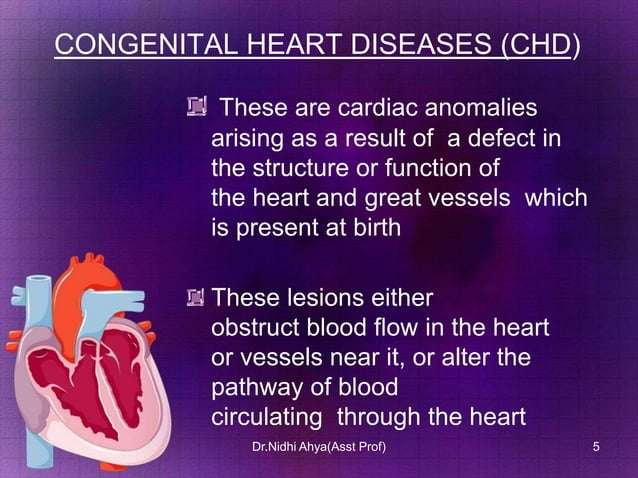 CONGENITAL HEART DISEASES (CHD)
These are cardiac anomalies
arising as a result of a defect in
the structure or function of
the heart and great vessels which
is present at birth
These lesions either
obstruct blood flow in the heart
or vessels near it, or alter the
pathway of blood
circulating through the heart
Dr.Nidhi Ahya(Asst Prof)
5